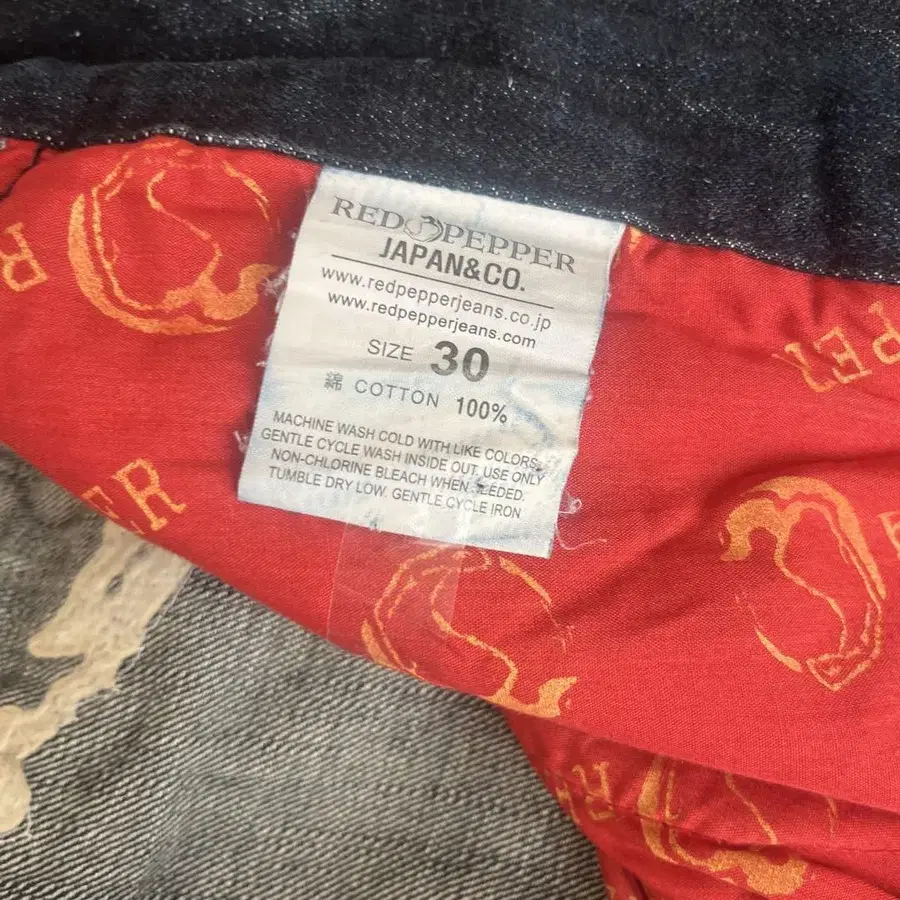 RED PEPPER
JAPAN&CO.
www.redpepperjeans.co.jp
www.redpepperjeans.com
SIZE 30
綿 COTTON 100%
MACHINE WASH COLD WITH LIKE COLORS,
GENTLE CYCLE WASH INSIDE OUT. USE ONLY
NON-CHLORINE BLEACH WHEN
TUMBLE DRY LOW. GENTLE CYCLE IRON
R
PER
ER
R